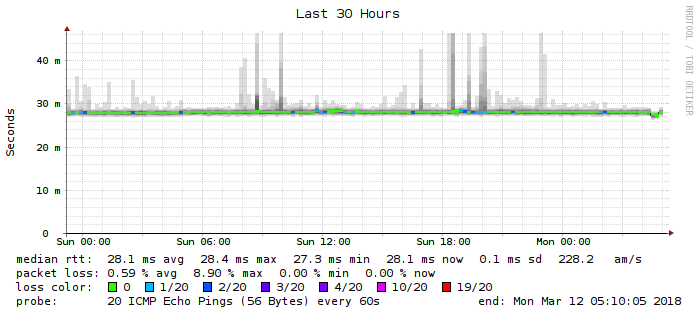 Last 30 Hours
RRDTOOL / TOBI OETIKER
Seconds
40 m
30 m
20 m
10 m
0
Sun 00:00 Sun 06:00 Sun 12:00 Sun 18:00 Mon 00:00
median rtt: 28.1 ms avg 28.4 ms max 27.3 ms min 28.1 ms now 0.1 ms sd 228.2 am/s
packet loss: 0.59 % avg 8.90 % max 0.00 % min 0.00 % now
loss color: 0 1/20 2/20 3/20 4/20 10/20 19/20
probe: 20 ICMP Echo Pings (56 Bytes) every 60s end: Mon Mar 12 05:10:05 2018